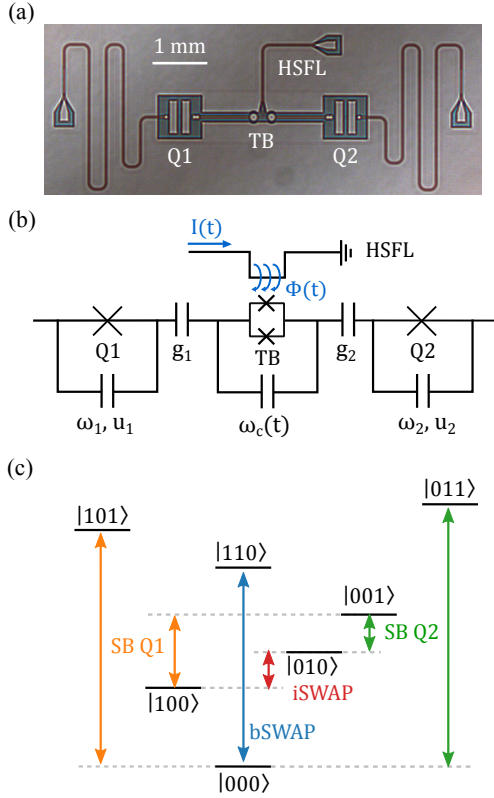 (a)
1 mm
HSFL
Q1
TB
Q2
(b)
I(t)
HSFL
Φ(t)
Q1
g₁
TB
g₂
Q2
ω₁, u₁
ω_c(t)
ω₂, u₂
(c)
|011⟩
|101⟩
|110⟩
|001⟩
SB Q1
SB Q2
|010⟩
|100⟩
iSWAP
bSWAP
|000⟩